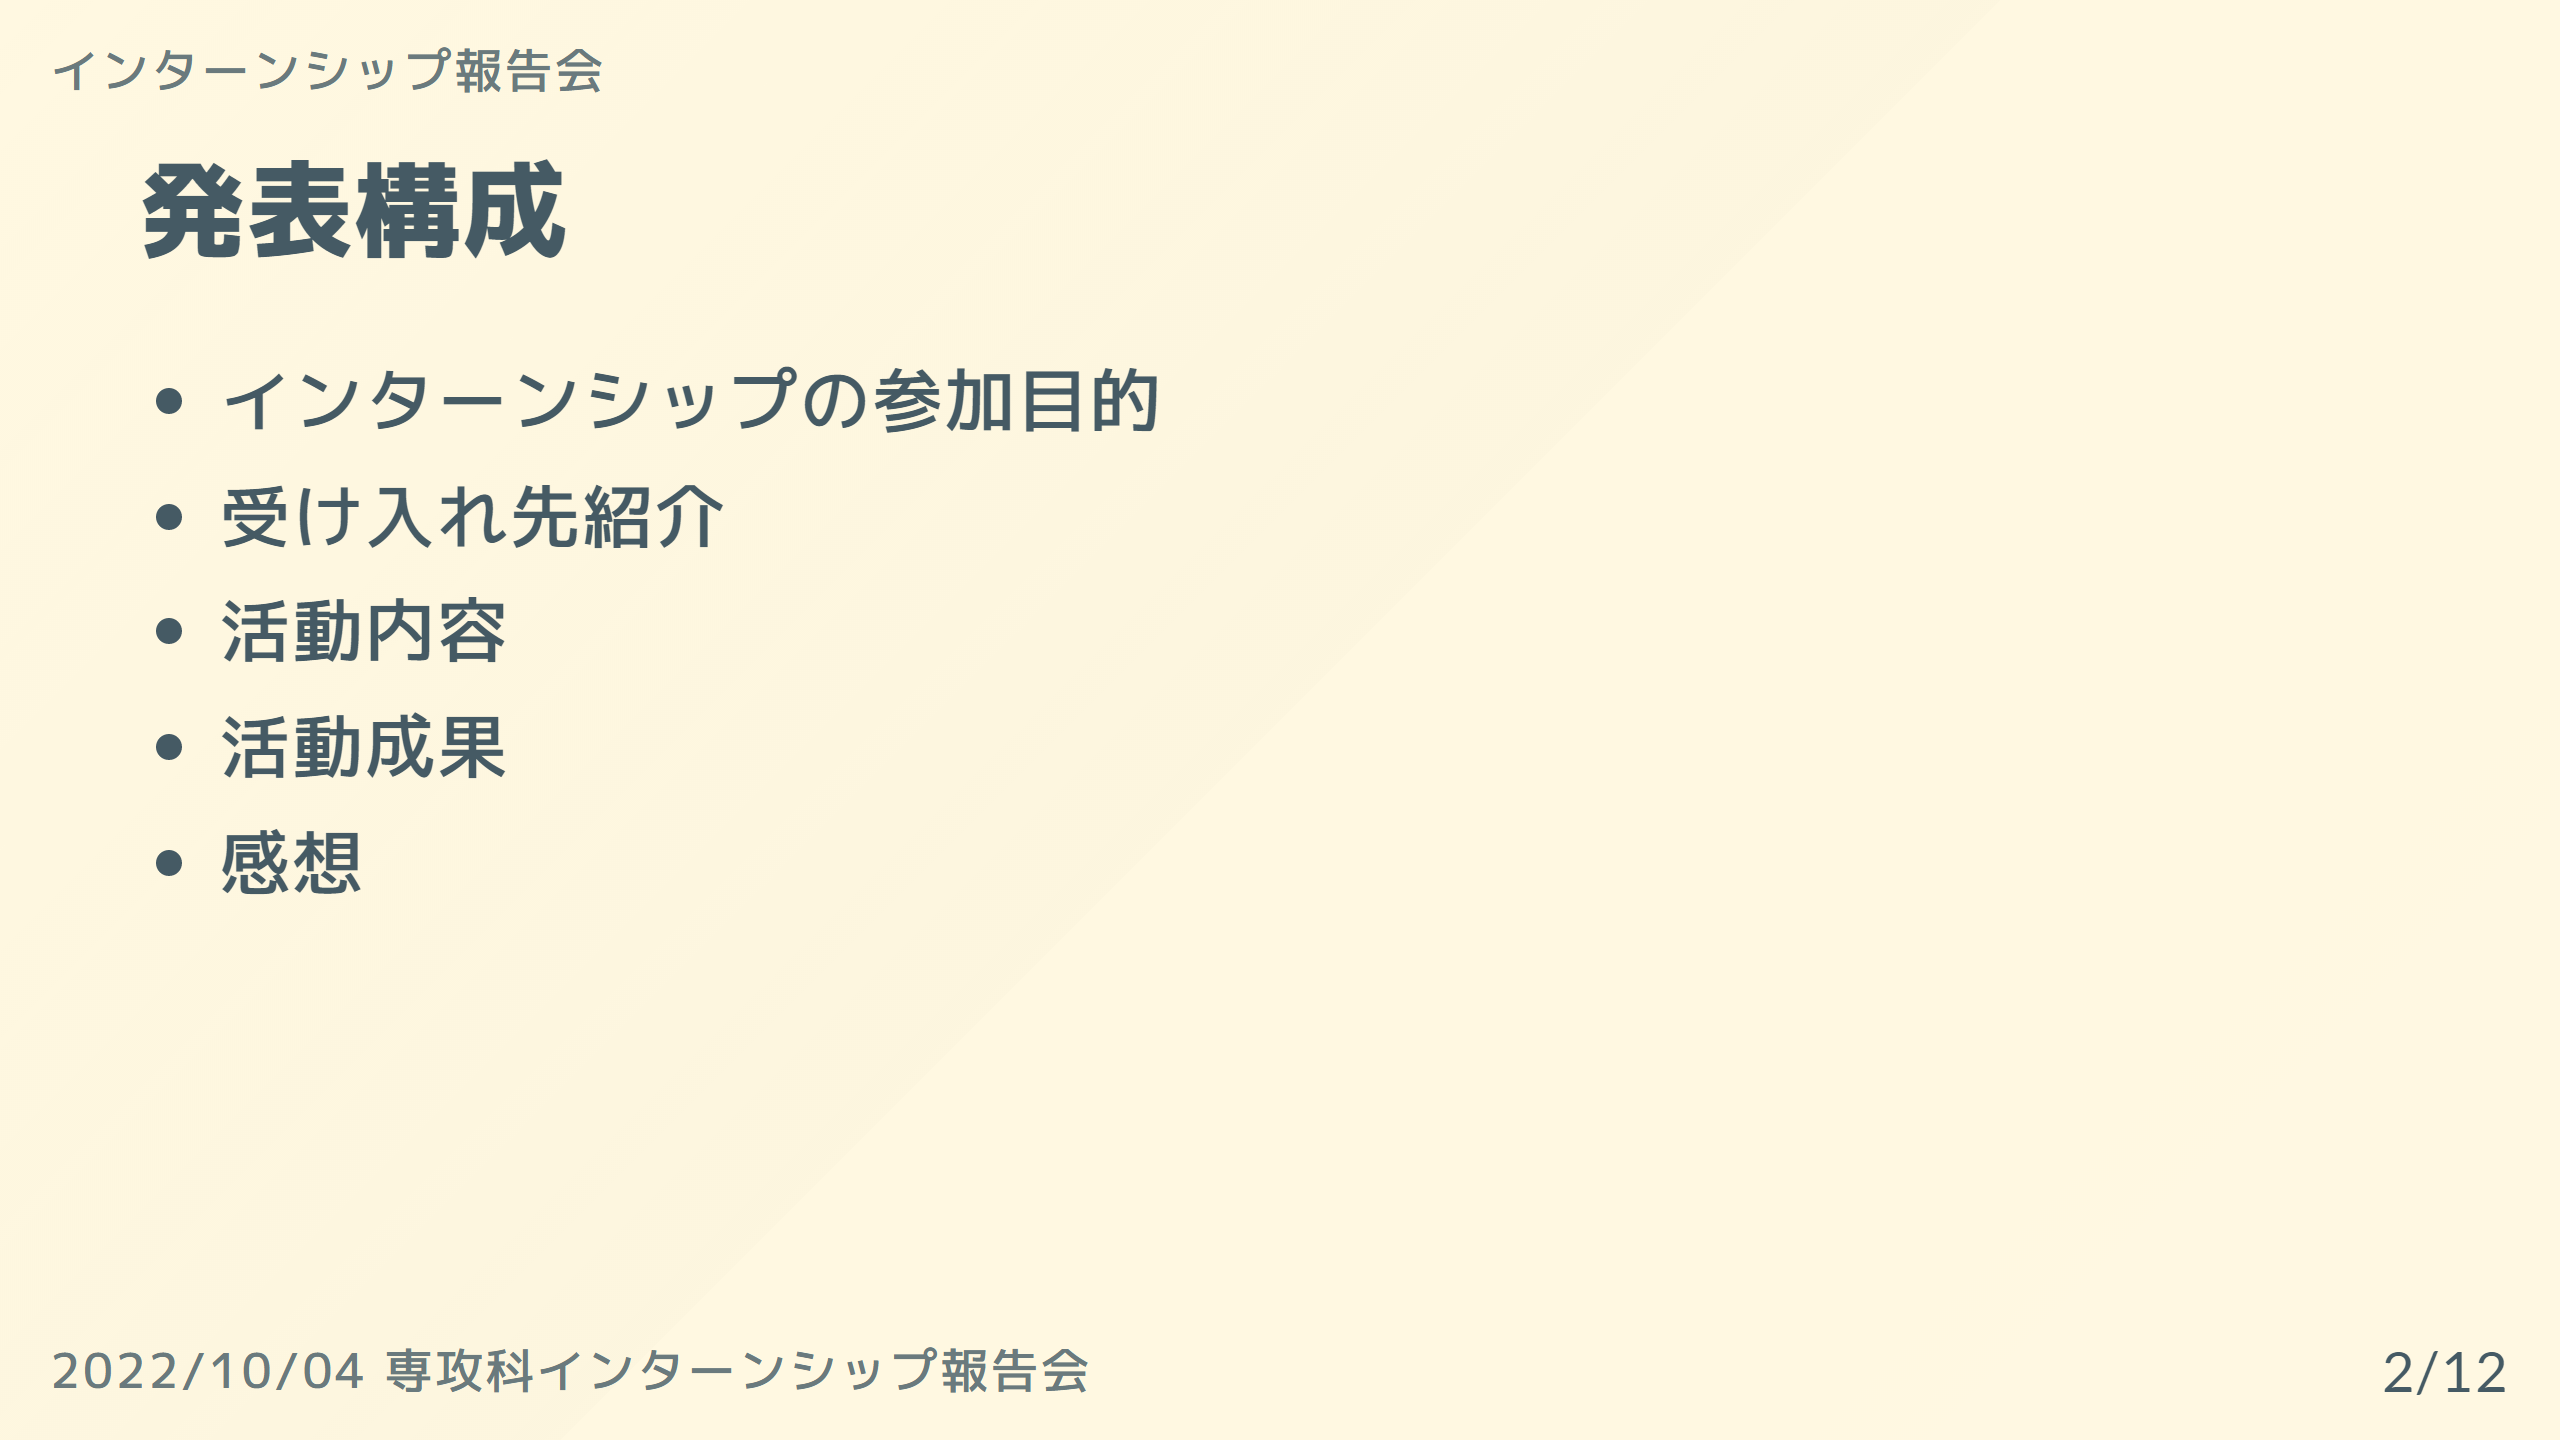 インターンシップ報告会
発表構成
• インターンシップの参加目的
• 受け入れ先紹介
• 活動内容
• 活動成果
• 感想
2022/10/04 専攻科インターンシップ報告会
2/12